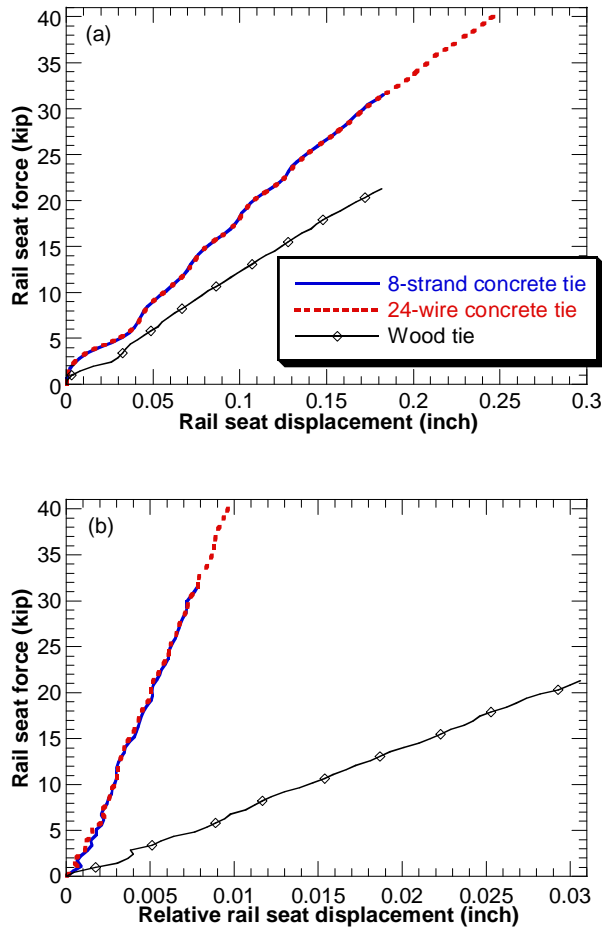 (a)
Rail seat force (kip)
40
35
30
25
20
15
10
5
0
8-strand concrete tie
24-wire concrete tie
Wood tie
0 0.05 0.1 0.15 0.2 0.25 0.3
Rail seat displacement (inch)
(b)
Rail seat force (kip)
40
35
30
25
20
15
10
5
0
0 0.005 0.01 0.015 0.02 0.025 0.03
Relative rail seat displacement (inch)